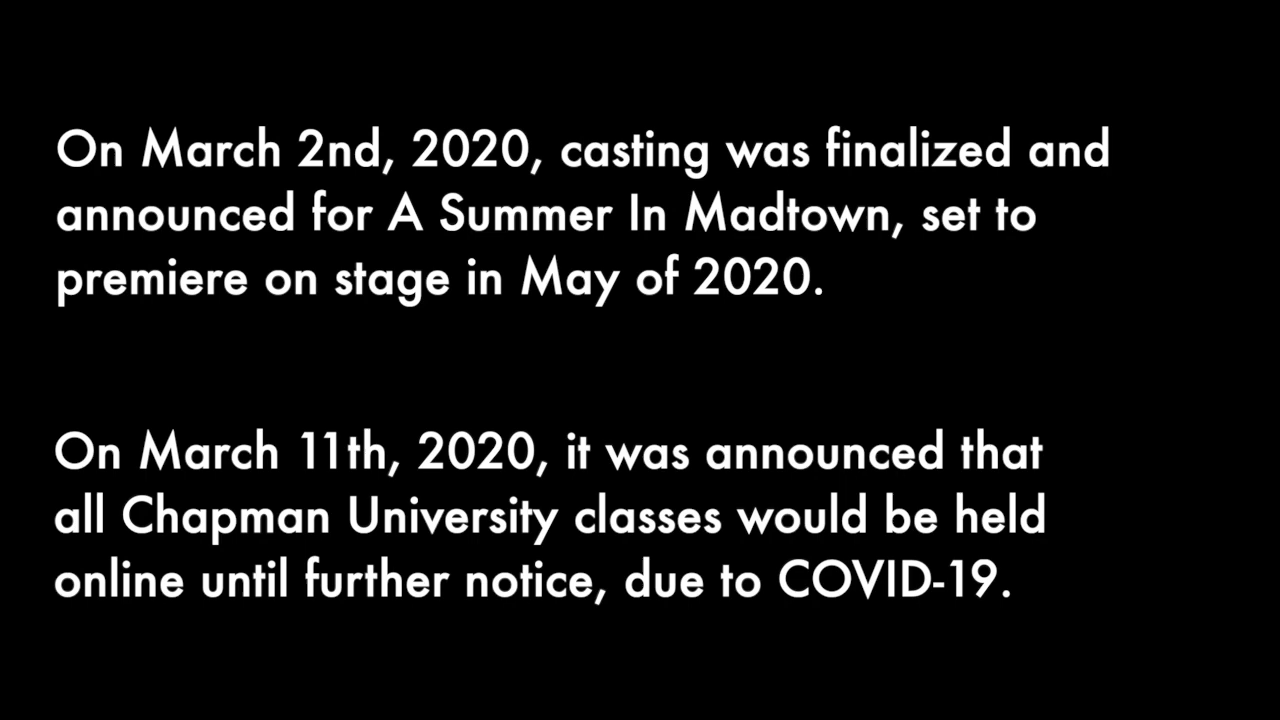 On March 2nd, 2020, casting was finalized and
announced for A Summer In Madtown, set to
premiere on stage in May of 2020.
On March 11th, 2020, it was announced that
all Chapman University classes would be held
online until further notice, due to COVID-19.